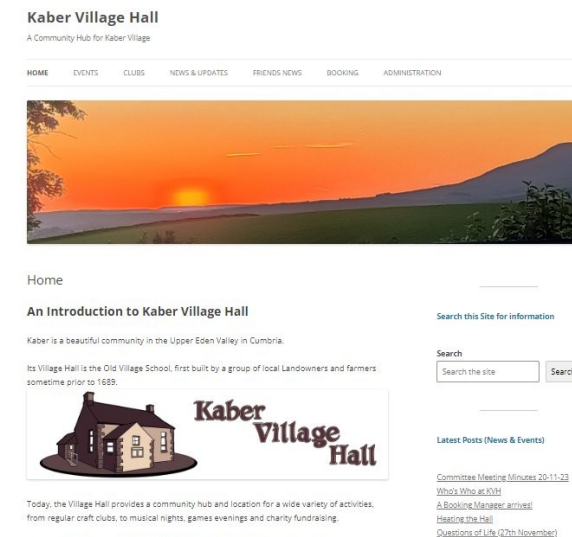 Kaber Village Hall
A Community Hub for Kaber Village
HOME EVENTS CLUBS NEWS & UPDATES FRIENDS NEWS BOOKING ADMINISTRATION
Home
An Introduction to Kaber Village Hall
Kaber is a beautiful community in the Upper Eden Valley in Cumbria.
Its Village Hall is the Old Village School, first built by a group of local Landowners and farmers
sometime prior to 1689.
Kaber
Village
Hall
Today, the Village Hall provides a community hub and location for a wide variety of activities,
from regular craft clubs, to musical nights, games evenings and charity fundraising.
Search this Site for information
Search
Search the site Search
Latest Posts (News & Events)
Committee Meeting Minutes 20-11-23
Who's Who at KVH
A Booking Manager arrives!
Heating the Hall
Questions of Life (27th November)